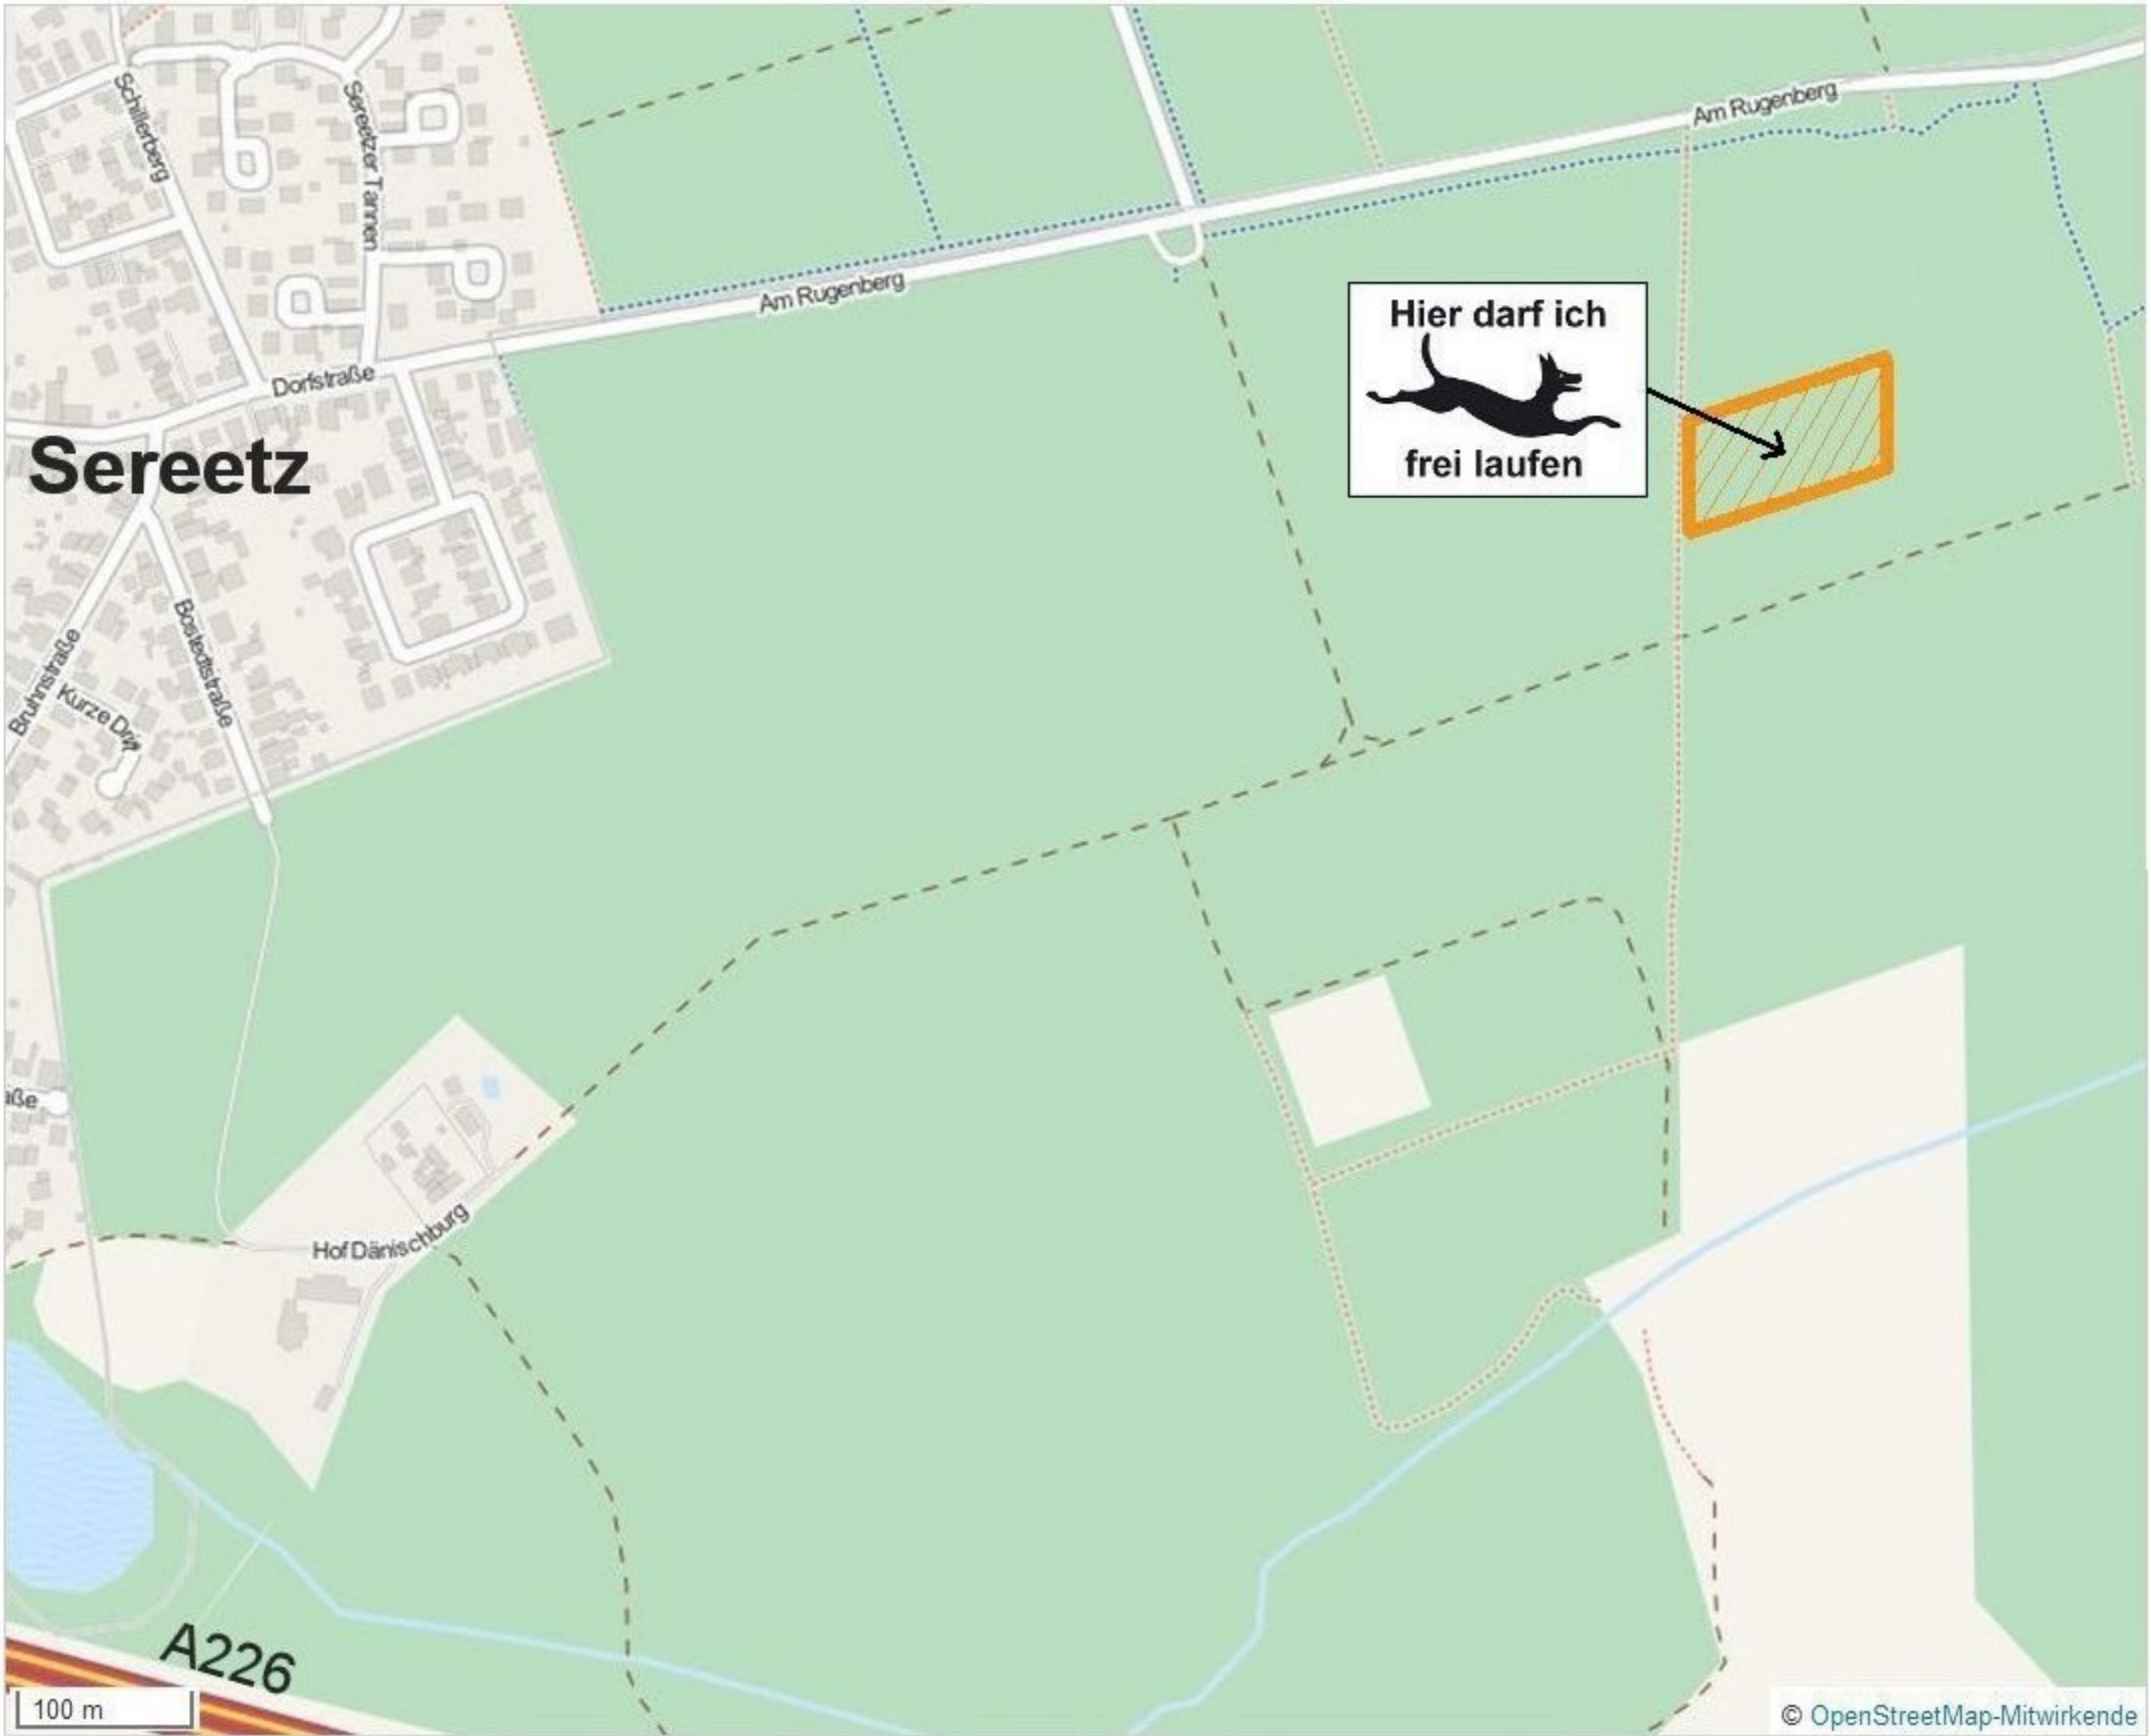 Am Rugenberg
Schillerberg
Sereetzer Tannen
Am Rugenberg
Hier darf ich
frei laufen
Dorfstraße
Sereetz
Bruhnstraße
Bostedtstraße
Kurze Drift
aße
Hof Dänischburg
A226
100 m
© OpenStreetMap-Mitwirkende